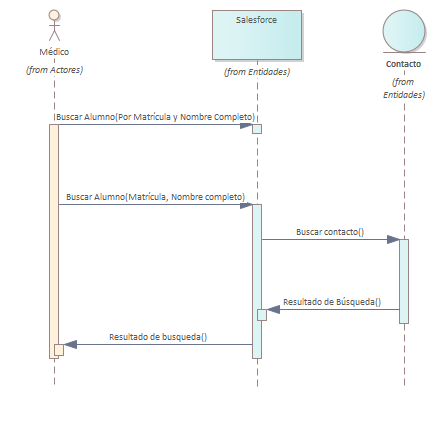 Médico
(from Actores)
Salesforce
(from Entidades)
Contacto
(from
Entidades)
Buscar Alumno(Por Matrícula y Nombre Completo)
Buscar Alumno(Matrícula, Nombre completo)
Buscar contacto()
Resultado de Búsqueda()
Resultado de busqueda()